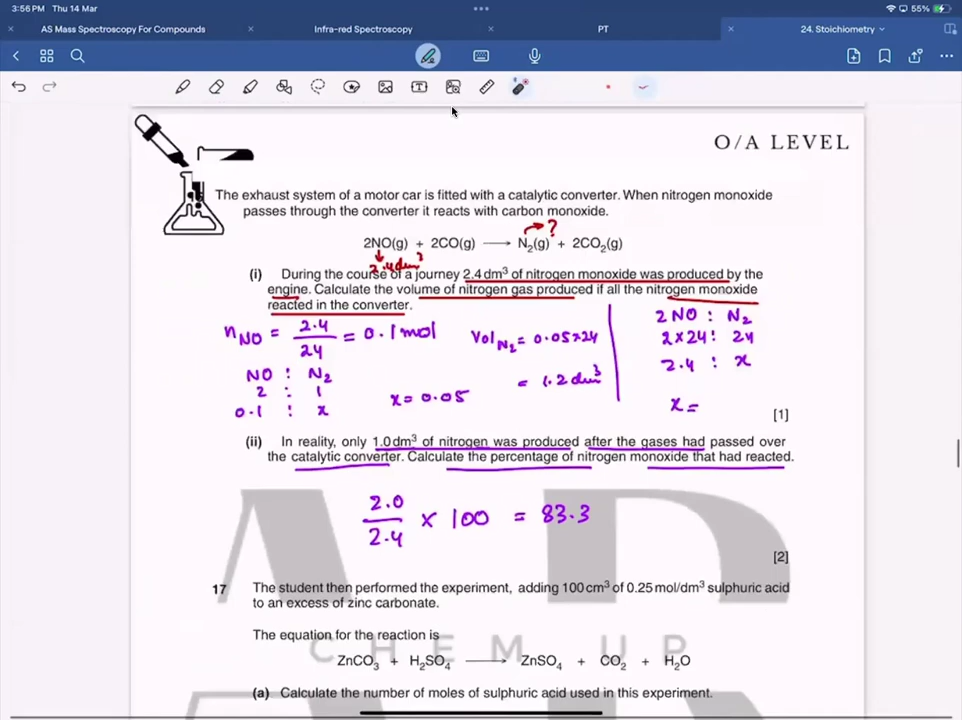 3:56 PM Thu 14 Mar
55%
AS Mass Spectroscopy For Compounds
Infra-red Spectroscopy
PT
24. Stoichiometry
O/A LEVEL
The exhaust system of a motor car is fitted with a catalytic converter. When nitrogen monoxide
passes through the converter it reacts with carbon monoxide.
?
2NO(g) + 2CO(g) ⟶ N₂(g) + 2CO₂(g)
2.4dm³
(i) During the course of a journey 2.4 dm³ of nitrogen monoxide was produced by the
engine. Calculate the volume of nitrogen gas produced if all the nitrogen monoxide
reacted in the converter.
nNO = 2.4/24 = 0.1 mol
NO : N₂
2 : 1
0.1 : x
x = 0.05
Vol N₂ = 0.05×24
= 1.2 dm³
2 NO : N₂
2×24 : 24
2.4 : x
x =
[1]
(ii) In reality, only 1.0 dm³ of nitrogen was produced after the gases had passed over
the catalytic converter. Calculate the percentage of nitrogen monoxide that had reacted.
2.0/2.4 × 100 = 83.3
[2]
17 The student then performed the experiment, adding 100 cm³ of 0.25 mol/dm³ sulphuric acid
to an excess of zinc carbonate.
The equation for the reaction is
CHEM UP
ZnCO₃ + H₂SO₄ ⟶ ZnSO₄ + CO₂ + H₂O
(a) Calculate the number of moles of sulphuric acid used in this experiment.